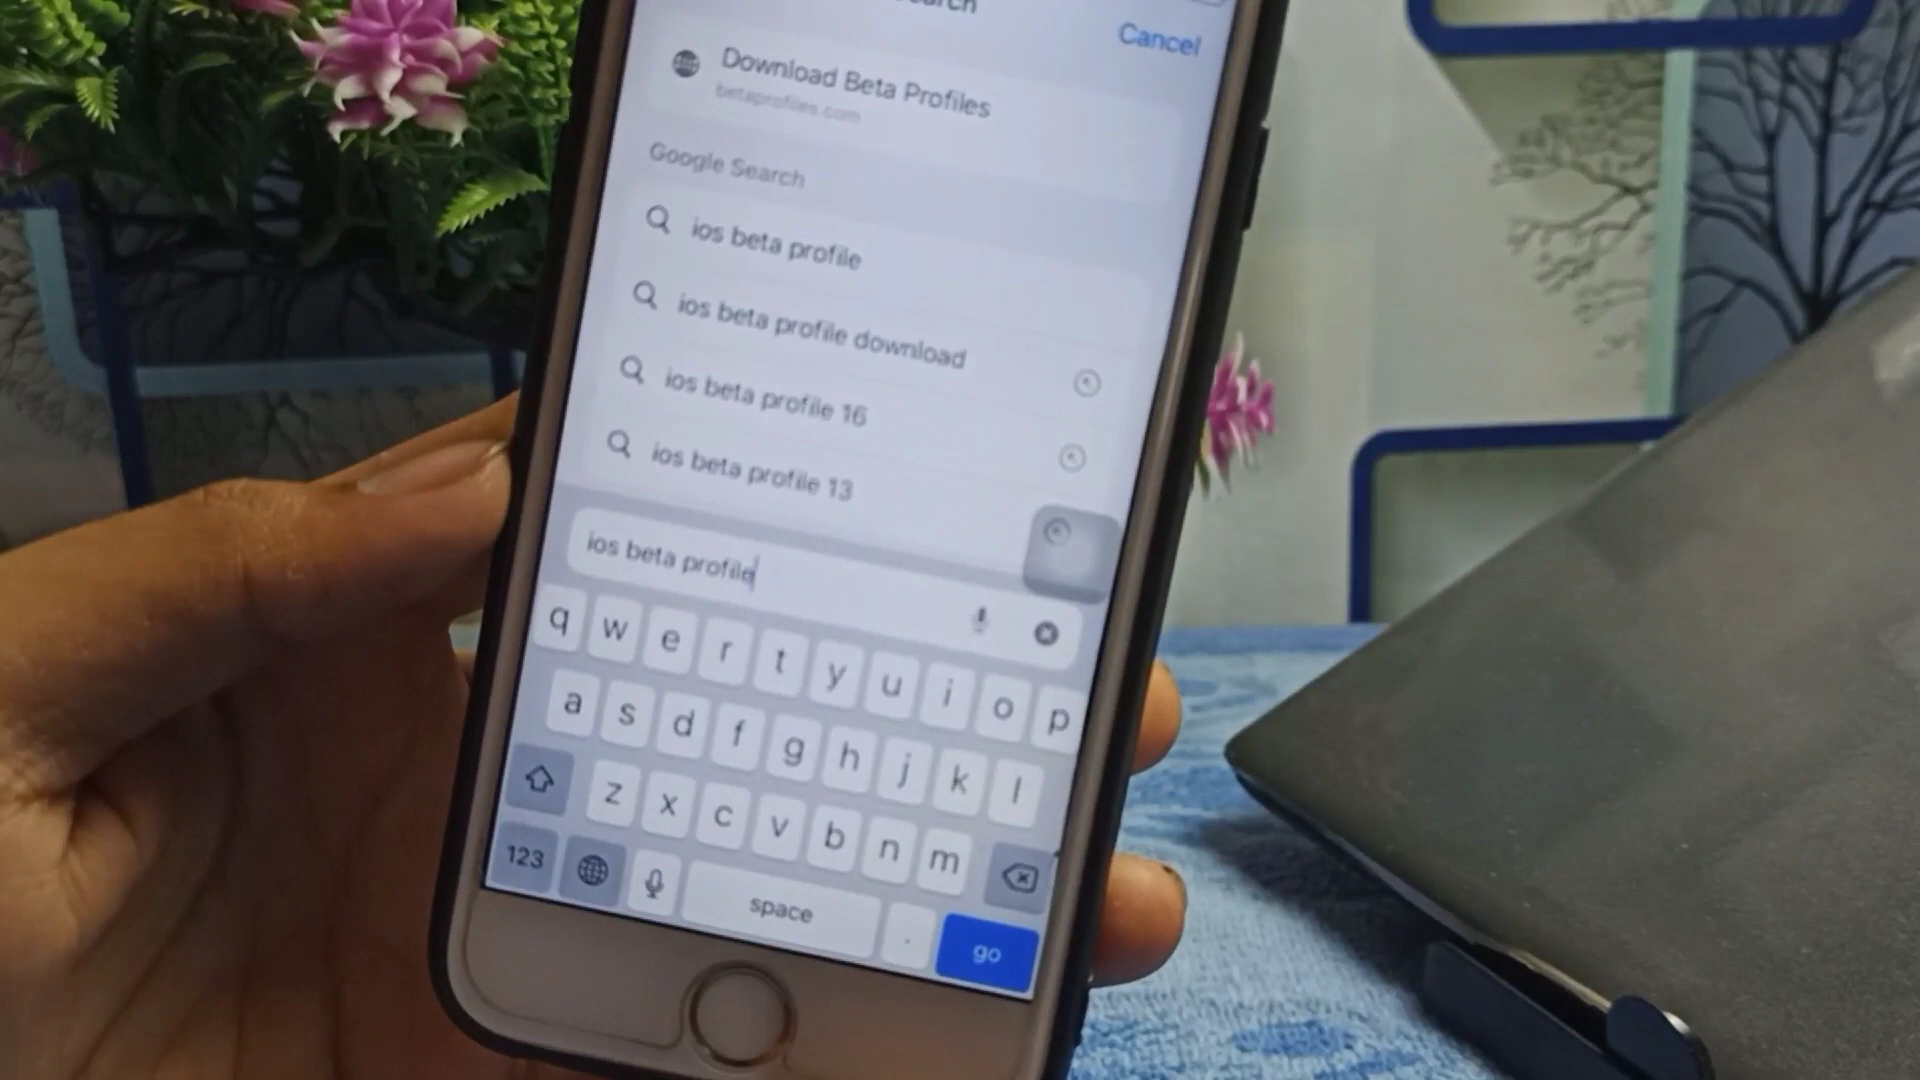 Cancel
Download Beta Profiles
betaprofiles.com
Google Search
ios beta profile
ios beta profile download
ios beta profile 16
ios beta profile 13
ios beta profile
q w e r t y u i o p
a s d f g h j k l
z x c v b n m
123 space . go